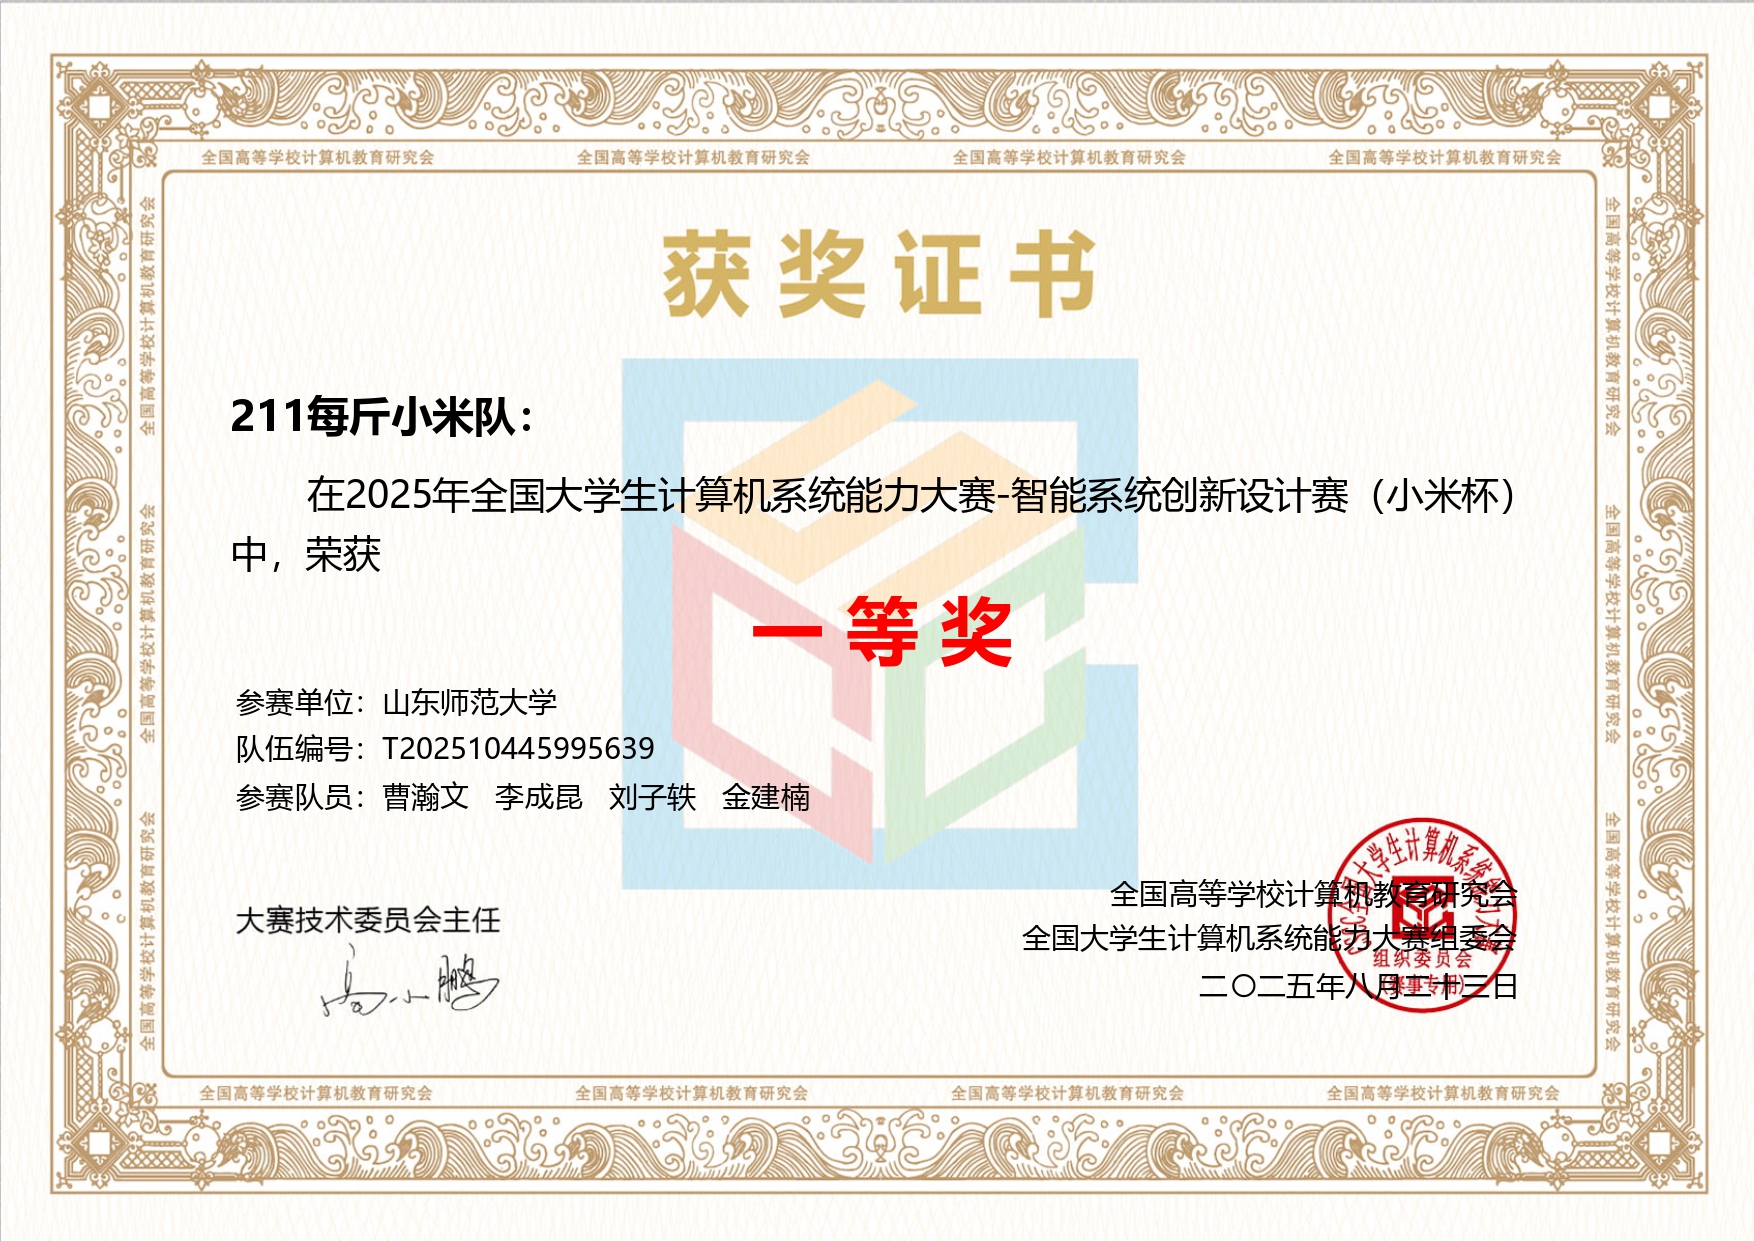 全国高等学校计算机教育研究会 全国高等学校计算机教育研究会 全国高等学校计算机教育研究会 全国高等学校计算机教育研究会
全国高等学校计算机教育研究会
全国高等学校计算机教育研究会
全国高等学校计算机教育研究会
获奖证书
211每斤小米队：
在2025年全国大学生计算机系统能力大赛-智能系统创新设计赛（小米杯）
中，荣获
一等奖
参赛单位：山东师范大学
队伍编号：T202510445995639
参赛队员：曹瀚文 李成昆 刘子轶 金建楠
大赛技术委员会主任
高小鹏
全国高等学校计算机教育研究会
全国大学生计算机系统能力大赛组委会
二〇二五年八月二十三日
全国大学生计算机系统能力大赛
组织委员会
(赛事专用)
全国高等学校计算机教育研究会
全国高等学校计算机教育研究会
全国高等学校计算机教育研究会
全国高等学校计算机教育研究会 全国高等学校计算机教育研究会 全国高等学校计算机教育研究会 全国高等学校计算机教育研究会